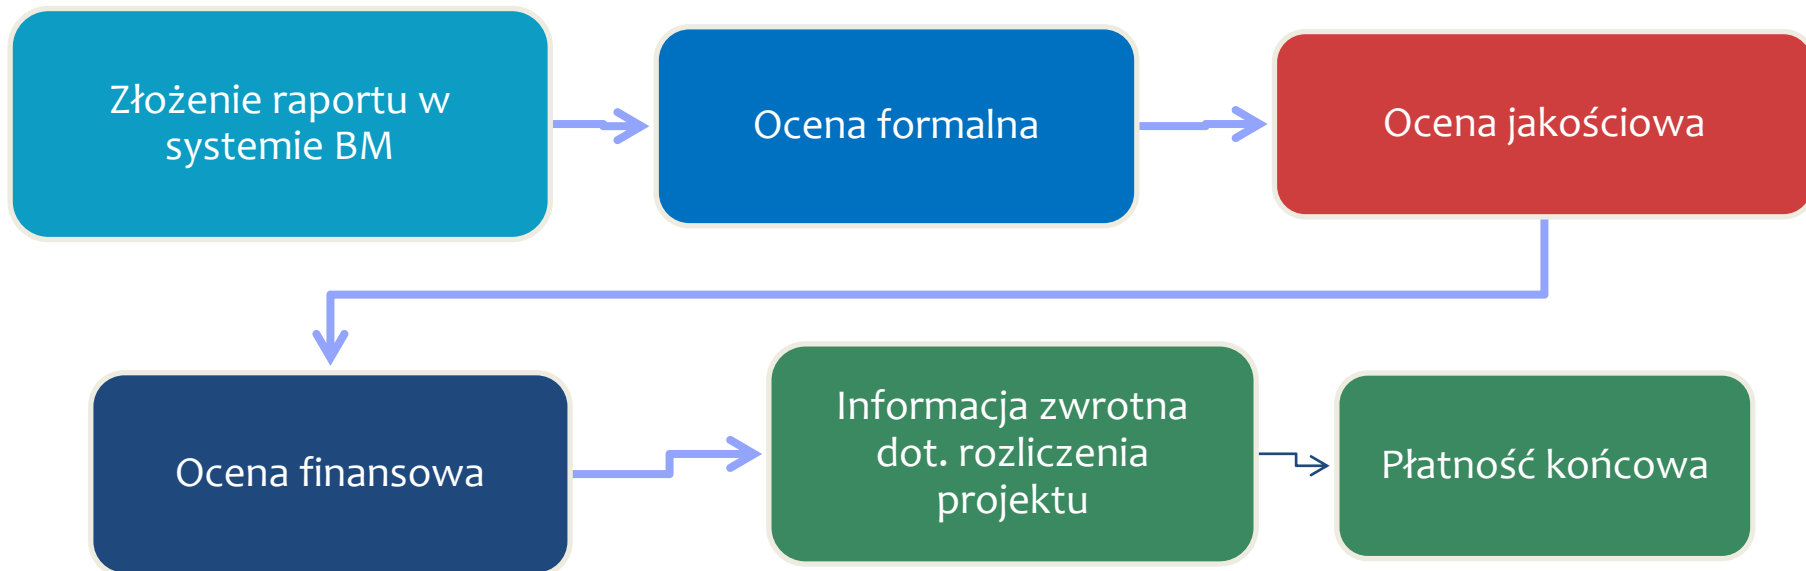 Złożenie raportu w
systemie BM
Ocena formalna
Ocena jakościowa
Ocena finansowa
Informacja zwrotna
dot. rozliczenia
projektu
Płatność końcowa